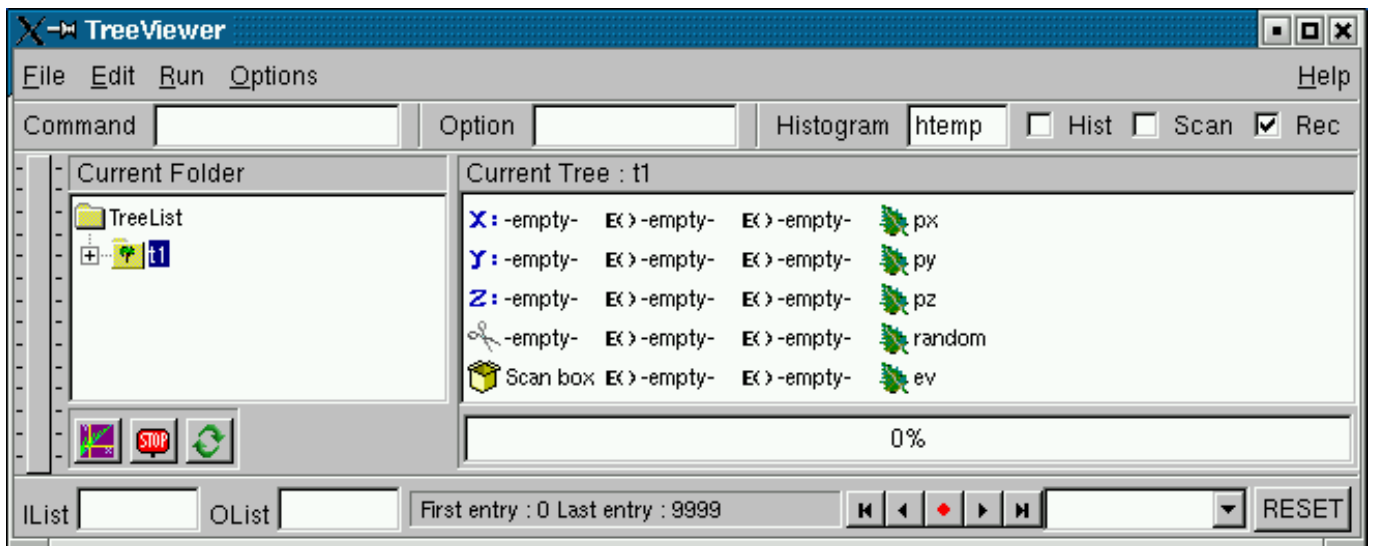 TreeViewer
File Edit Run Options Help
Command Option Histogram htemp Hist Scan Rec
Current Folder Current Tree : t1
TreeList
t1
X: -empty- E() -empty- E() -empty- px
Y: -empty- E() -empty- E() -empty- py
Z: -empty- E() -empty- E() -empty- pz
-empty- E() -empty- E() -empty- random
Scan box E() -empty- E() -empty- ev
STOP
0%
IList OList First entry : 0 Last entry : 9999 RESET